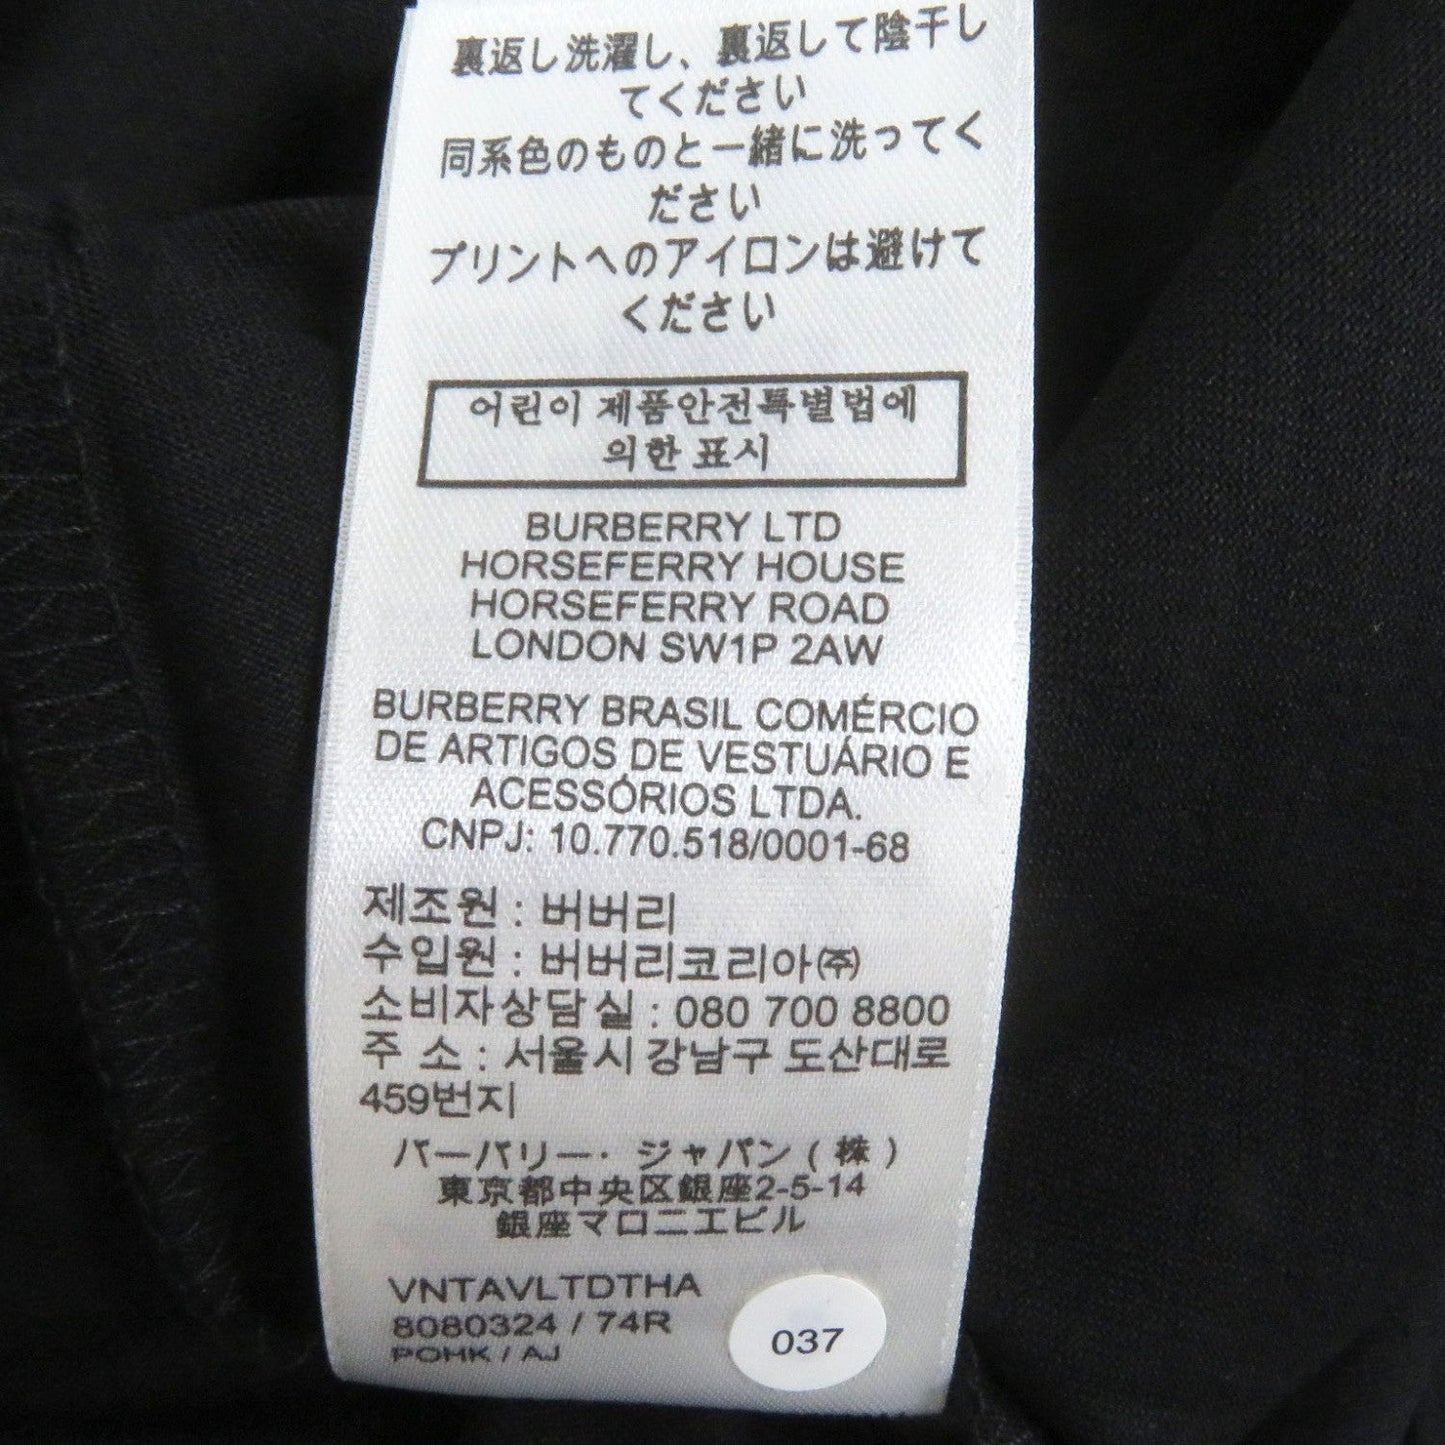 裏返し洗濯し、裏返して陰干し
てください
同系色のものと一緒に洗ってく
ださい
プリントへのアイロンは避けて
ください
어린이 제품안전특별법에
의한 표시
BURBERRY LTD
HORSEFERRY HOUSE
HORSEFERRY ROAD
LONDON SW1P 2AW
BURBERRY BRASIL COMÉRCIO
DE ARTIGOS DE VESTUÁRIO E
ACESSÓRIOS LTDA.
CNPJ: 10.770.518/0001-68
제조원 : 버버리
수입원 : 버버리코리아㈜
소비자상담실 : 080 700 8800
주 소 : 서울시 강남구 도산대로
459번지
バーバリー・ジャパン(株)
東京都中央区銀座2-5-14
銀座マロニエビル
VNTAVLTDTHA
8080324 / 74R
POHK / AJ
037